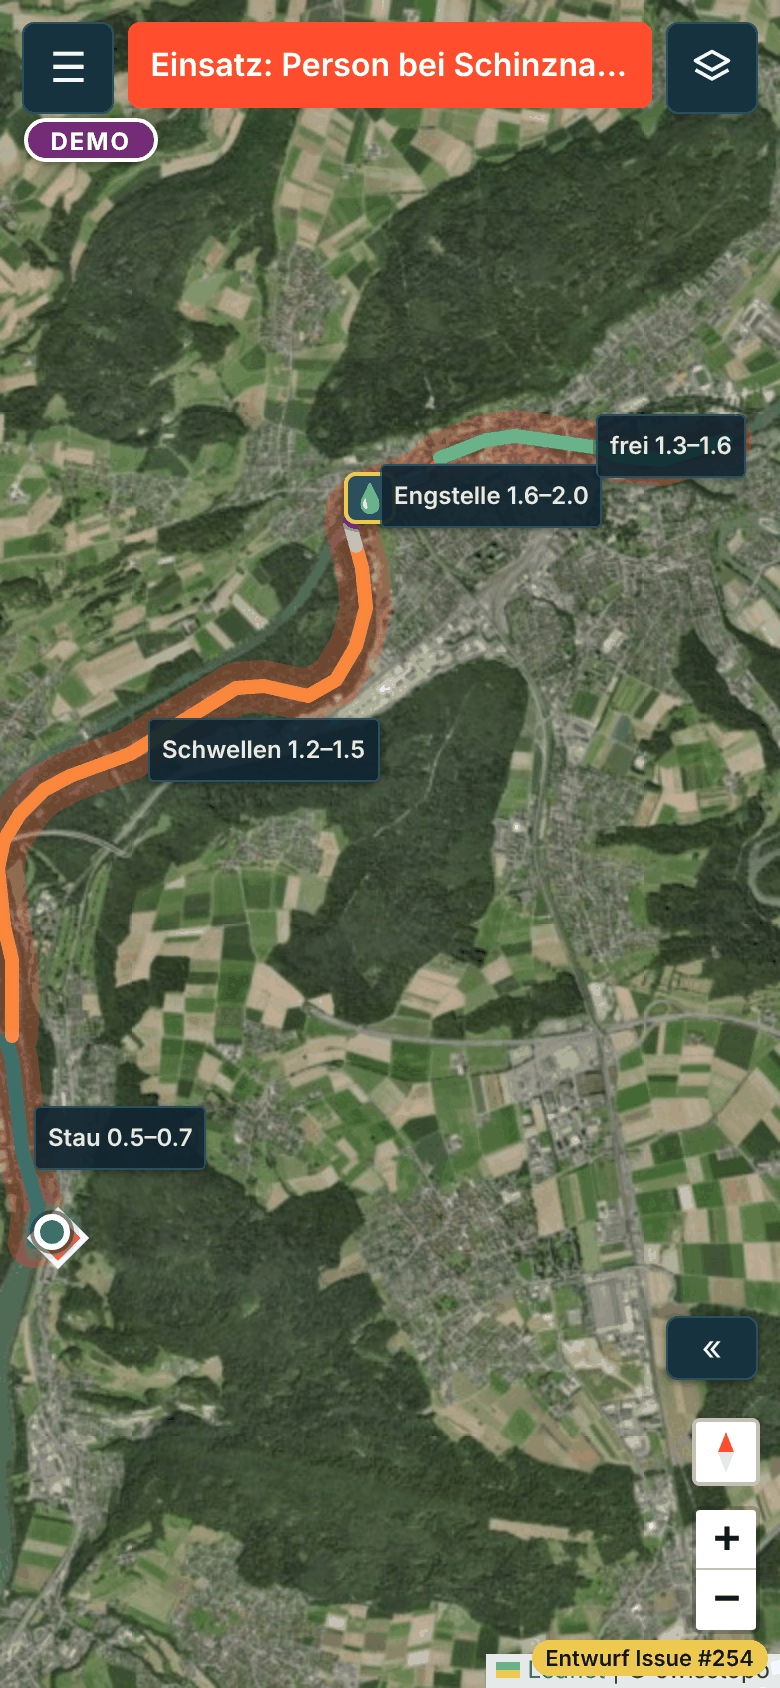 Einsatz: Person bei Schinzna...
DEMO
frei 1.3–1.6
Engstelle 1.6–2.0
Schwellen 1.2–1.5
Stau 0.5–0.7
«
+
−
Entwurf Issue #254